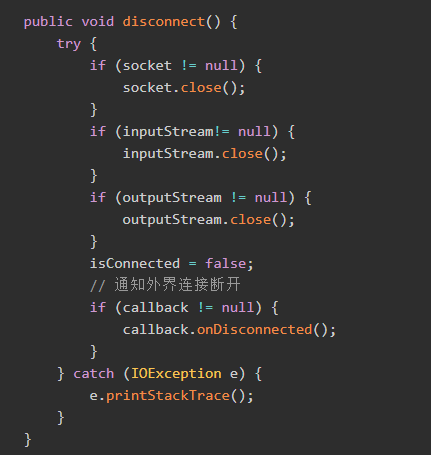 public void disconnect() {
    try {
        if (socket != null) {
            socket.close();
        }
        if (inputStream!= null) {
            inputStream.close();
        }
        if (outputStream != null) {
            outputStream.close();
        }
        isConnected = false;
        // 通知外界连接断开
        if (callback != null) {
            callback.onDisconnected();
        }
    } catch (IOException e) {
        e.printStackTrace();
    }
}